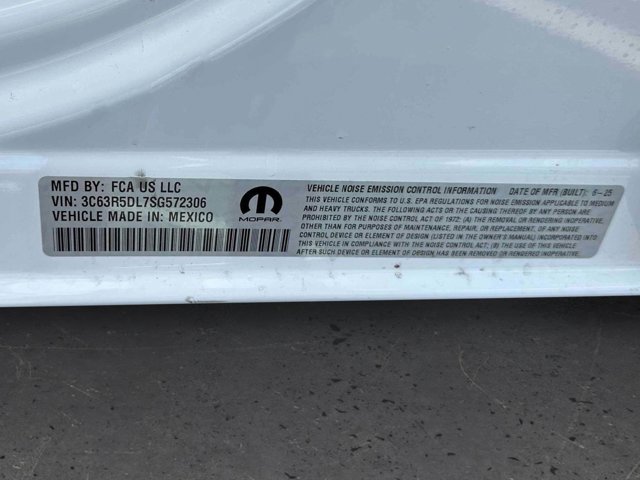 MFD BY: FCA US LLC
VIN: 3C63R5DL7SG572306
VEHICLE MADE IN: MEXICO
MOPAR
VEHICLE NOISE EMISSION CONTROL INFORMATION DATE OF MFR (BUILT): 6-25
THIS VEHICLE CONFORMS TO U.S. EPA REGULATIONS FOR NOISE EMISSION APPLICABLE TO MEDIUM
AND HEAVY TRUCKS. THE FOLLOWING ACTS OR THE CAUSING THEREOF BY ANY PERSON ARE
PROHIBITED BY THE NOISE CONTROL ACT OF 1972: (A) THE REMOVAL OR RENDERING INOPERATIVE,
OTHER THAN FOR PURPOSES OF MAINTENANCE, REPAIR, OR REPLACEMENT, OF ANY NOISE CONTROL
DEVICE OR ELEMENT OF DESIGN (LISTED IN THE OWNER'S MANUAL) INCORPORATED INTO
THIS VEHICLE IN COMPLIANCE WITH THE NOISE CONTROL ACT; (B) THE USE OF THIS VEHICLE
AFTER SUCH DEVICE OR ELEMENT OF DESIGN HAS BEEN REMOVED OR RENDERED INOPERATIVE.